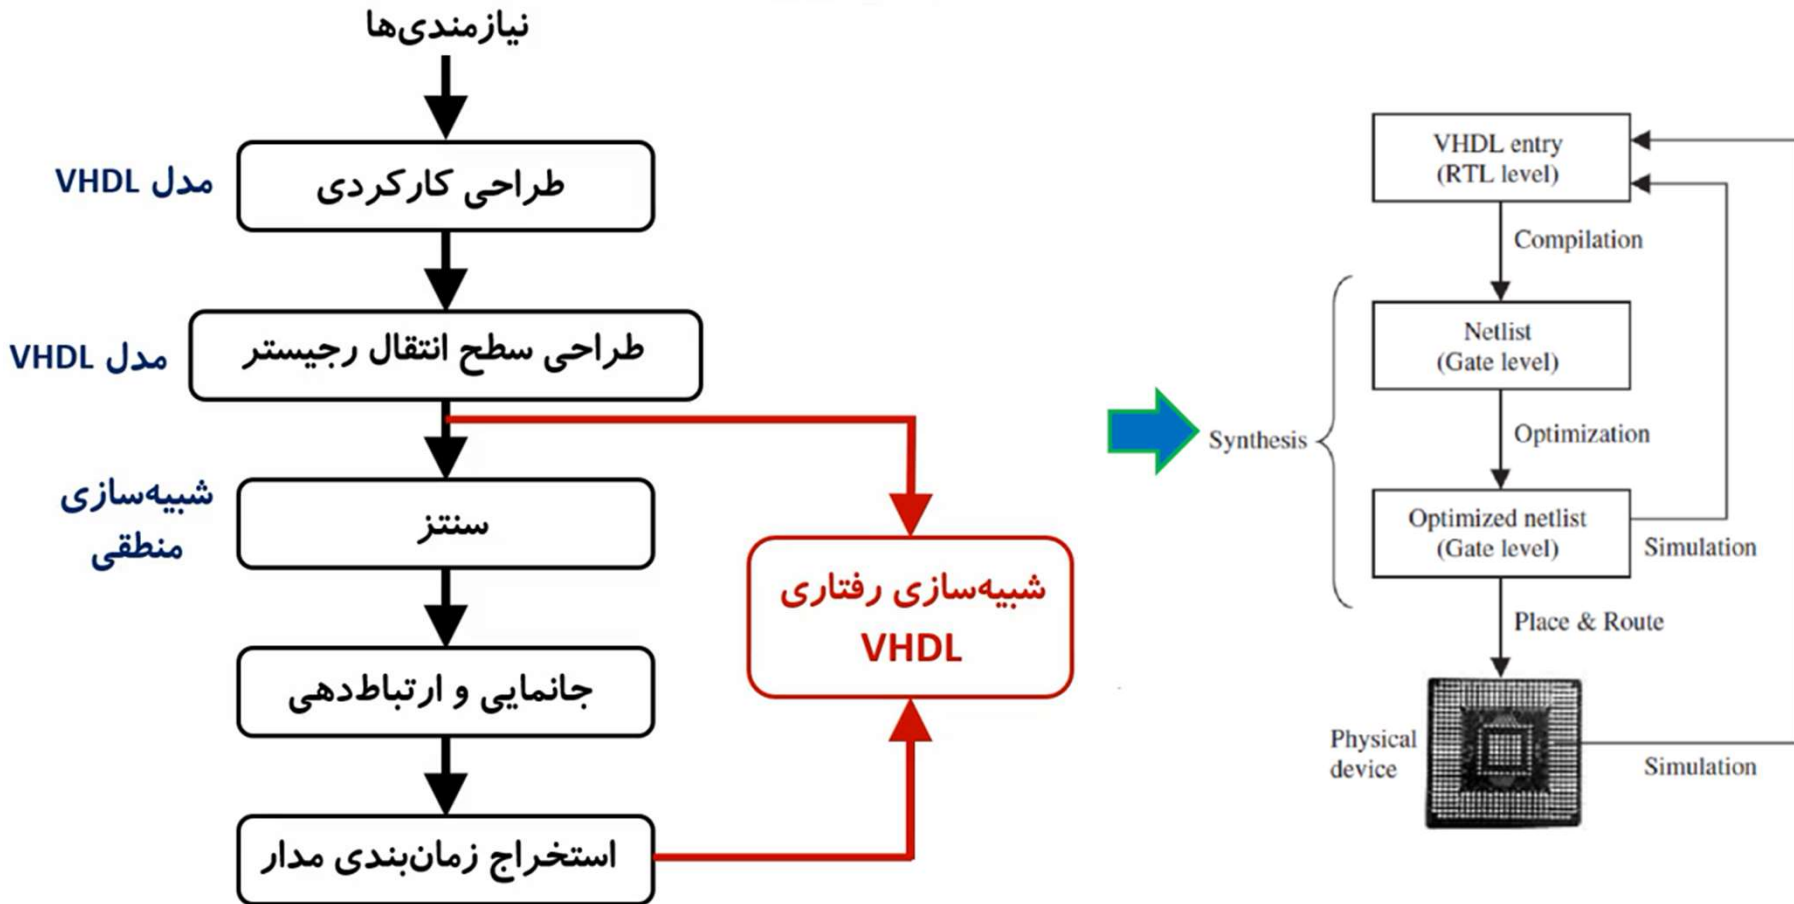 نیازمندی‌ها
مدل VHDL
طراحی کارکردی
مدل VHDL
طراحی سطح انتقال رجیستر
شبیه‌سازی
منطقی
سنتز
جانمایی و ارتباط‌دهی
استخراج زمان‌بندی مدار
شبیه‌سازی رفتاری
VHDL
VHDL entry
(RTL level)
Compilation
Netlist
(Gate level)
Synthesis
Optimization
Optimized netlist
(Gate level)
Simulation
Place & Route
Physical
device
Simulation